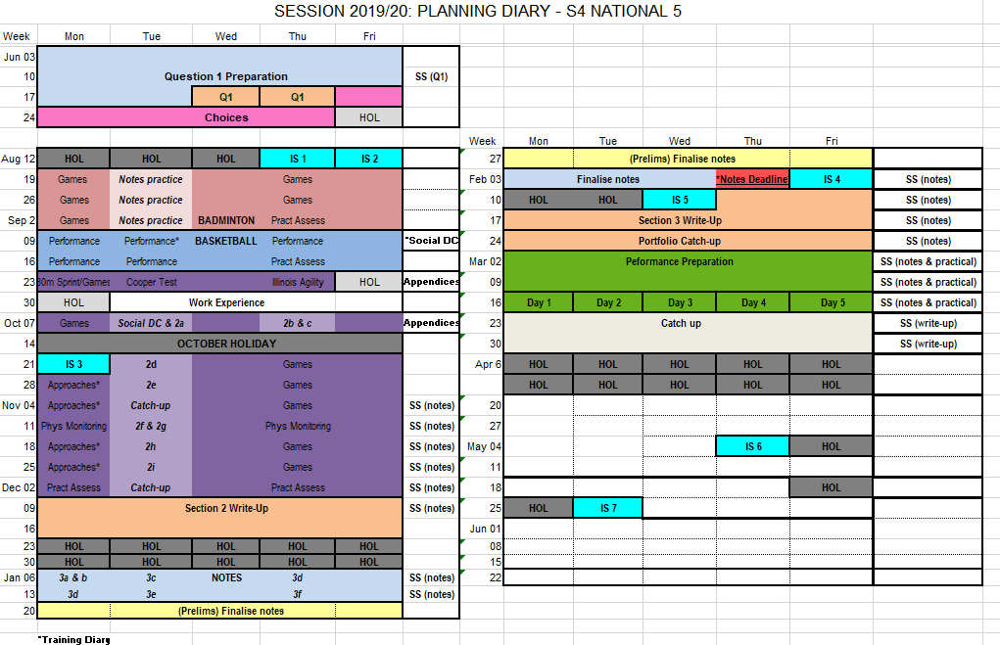 SESSION 2019/20: PLANNING DIARY - S4 NATIONAL 5
Week Mon Tue Wed Thu Fri
Jun 03
10 Question 1 Preparation SS (Q1)
17 Q1 Q1
24 Choices HOL
Aug 12 HOL HOL HOL IS 1 IS 2
19 Games Notes practice Games
26 Games Notes practice Games
Sep 2 Games Notes practice BADMINTON Pract Assess
09 Performance Performance* BASKETBALL Performance *Social DC
16 Performance Performance Pract Assess
23 30m Sprint/Games Cooper Test Illinois Agility HOL Appendices
30 HOL Work Experience
Oct 07 Games Social DC & 2a 2b & c Appendices
14 OCTOBER HOLIDAY
21 IS 3 2d Games
28 Approaches* 2e Games
Nov 04 Approaches* Catch-up Games SS (notes)
11 Phys Monitoring 2f & 2g Phys Monitoring SS (notes)
18 Approaches* 2h Games SS (notes)
25 Approaches* 2i Games SS (notes)
Dec 02 Pract Assess Catch-up Pract Assess SS (notes)
09 Section 2 Write-Up SS (notes)
16
23 HOL HOL HOL HOL HOL
30 HOL HOL HOL HOL HOL
Jan 06 3a & b 3c NOTES 3d SS (notes)
13 3d 3e 3f SS (notes)
20 (Prelims) Finalise notes
*Training Diary
Week Mon Tue Wed Thu Fri
27 (Prelims) Finalise notes
Feb 03 Finalise notes *Notes Deadline IS 4 SS (notes)
10 HOL HOL IS 5 SS (notes)
17 Section 3 Write-Up SS (notes)
24 Portfolio Catch-up SS (notes)
Mar 02 Peformance Preparation SS (notes & practical)
09 SS (notes & practical)
16 Day 1 Day 2 Day 3 Day 4 Day 5 SS (notes & practical)
23 Catch up SS (write-up)
30 SS (write-up)
Apr 6 HOL HOL HOL HOL HOL
HOL HOL HOL HOL HOL
20
27
May 04 IS 6 HOL
11
18 HOL
25 HOL IS 7
Jun 01
08
15
22